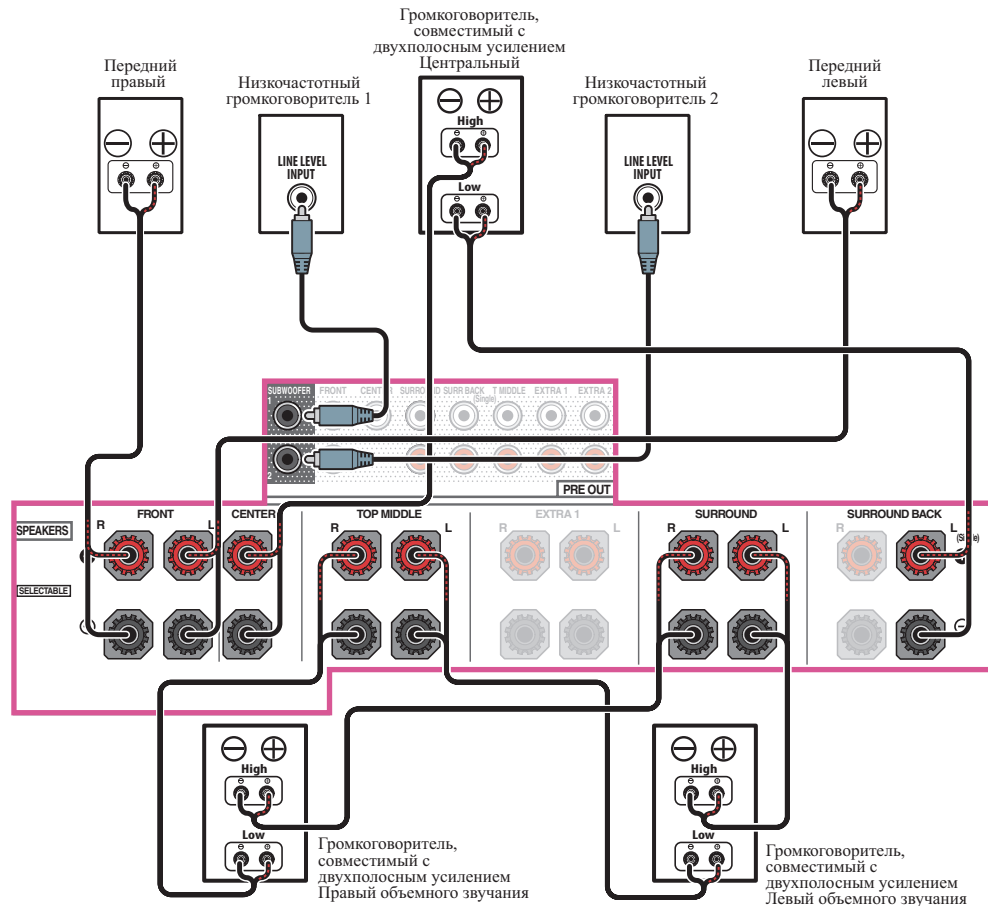 Громкоговоритель,
совместимый с
двухполосным усилением
Центральный
Передний
правый
Низкочастотный
громкоговоритель 1
Низкочастотный
громкоговоритель 2
Передний
левый
High
Low
LINE LEVEL
INPUT
LINE LEVEL
INPUT
SUBWOOFER FRONT CENTER SURROUND SURR BACK T MIDDLE EXTRA 1 EXTRA 2
1 (Single)
2
PRE OUT
SPEAKERS
SELECTABLE
FRONT CENTER TOP MIDDLE EXTRA 1 SURROUND SURROUND BACK
R L R L R L R L R L
(Single)
High
Low
Громкоговоритель,
совместимый с
двухполосным усилением
Правый объемного звучания
High
Low
Громкоговоритель,
совместимый с
двухполосным усилением
Левый объемного звучания